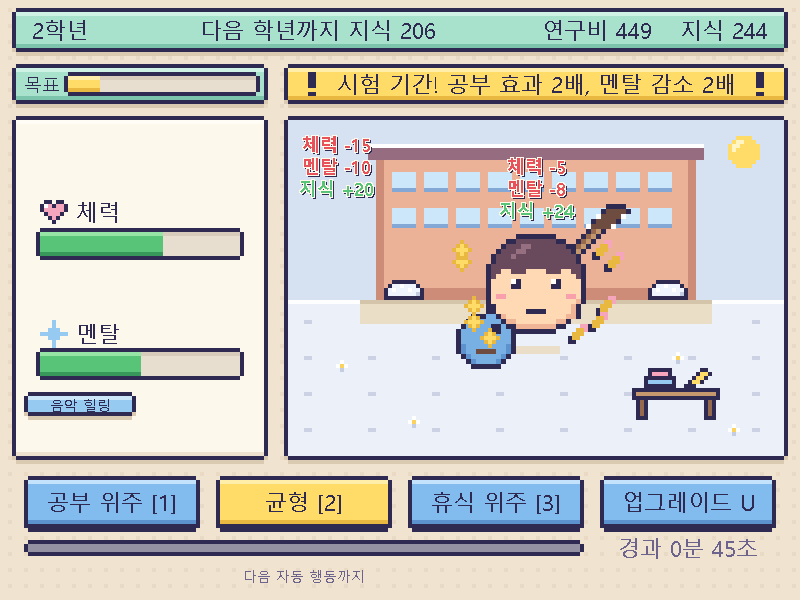 2학년 다음 학년까지 지식 206 연구비 449 지식 244
목표
! 시험 기간! 공부 효과 2배, 멘탈 감소 2배 !
체력 -15
멘탈 -10
지식 +20
체력 -5
멘탈 -8
지식 +24
체력
멘탈
음악 힐링
공부 위주 [1] 균형 [2] 휴식 위주 [3] 업그레이드 U
경과 0분 45초
다음 자동 행동까지